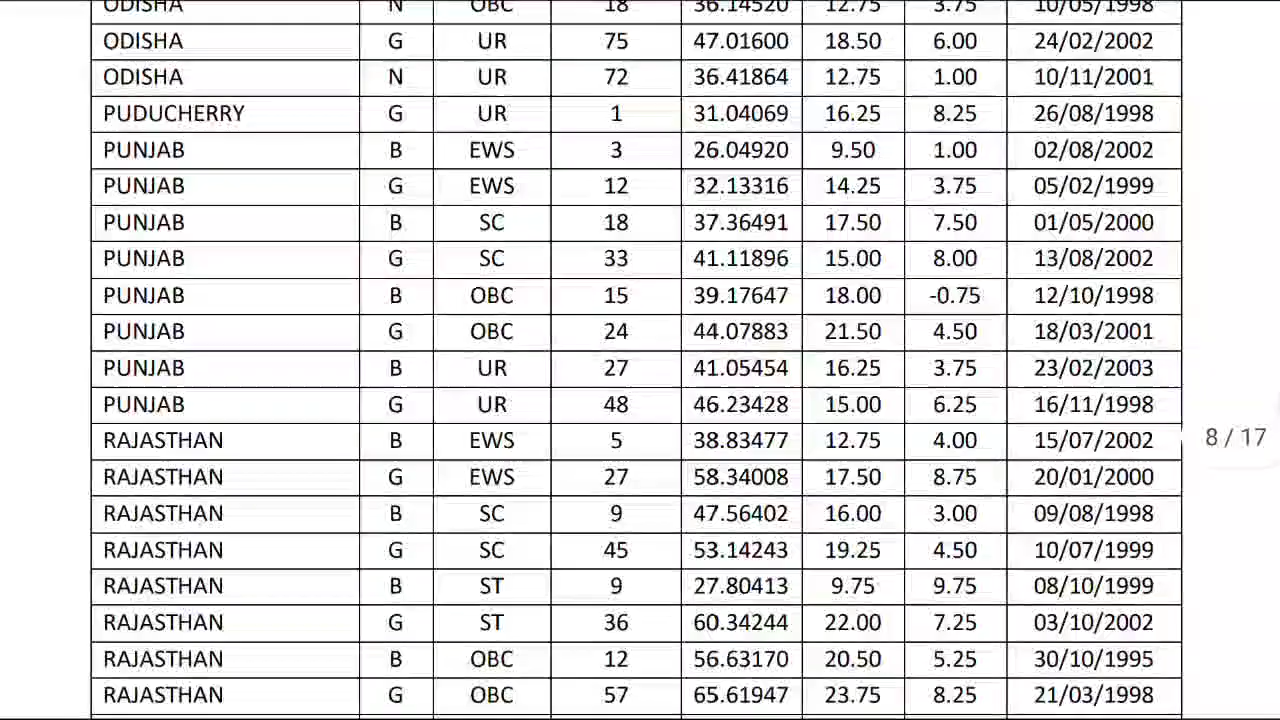 ODISHA N OBC 18 36.14520 12.75 3.75 10/05/1998
ODISHA G UR 75 47.01600 18.50 6.00 24/02/2002
ODISHA N UR 72 36.41864 12.75 1.00 10/11/2001
PUDUCHERRY G UR 1 31.04069 16.25 8.25 26/08/1998
PUNJAB B EWS 3 26.04920 9.50 1.00 02/08/2002
PUNJAB G EWS 12 32.13316 14.25 3.75 05/02/1999
PUNJAB B SC 18 37.36491 17.50 7.50 01/05/2000
PUNJAB G SC 33 41.11896 15.00 8.00 13/08/2002
PUNJAB B OBC 15 39.17647 18.00 -0.75 12/10/1998
PUNJAB G OBC 24 44.07883 21.50 4.50 18/03/2001
PUNJAB B UR 27 41.05454 16.25 3.75 23/02/2003
PUNJAB G UR 48 46.23428 15.00 6.25 16/11/1998
RAJASTHAN B EWS 5 38.83477 12.75 4.00 15/07/2002
8 / 17
RAJASTHAN G EWS 27 58.34008 17.50 8.75 20/01/2000
RAJASTHAN B SC 9 47.56402 16.00 3.00 09/08/1998
RAJASTHAN G SC 45 53.14243 19.25 4.50 10/07/1999
RAJASTHAN B ST 9 27.80413 9.75 9.75 08/10/1999
RAJASTHAN G ST 36 60.34244 22.00 7.25 03/10/2002
RAJASTHAN B OBC 12 56.63170 20.50 5.25 30/10/1995
RAJASTHAN G OBC 57 65.61947 23.75 8.25 21/03/1998